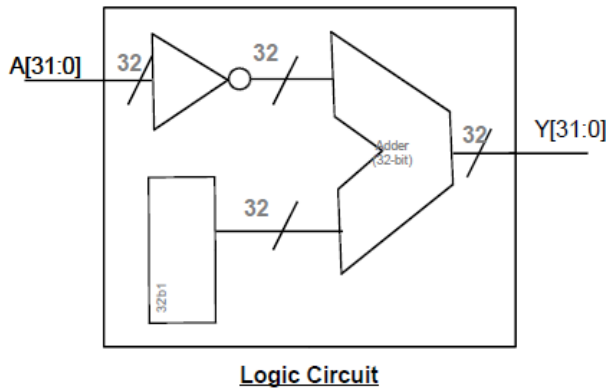 32
32
A[31:0]
32
Y[31:0]
Adder
(32-bit)
32
32b1
Logic Circuit